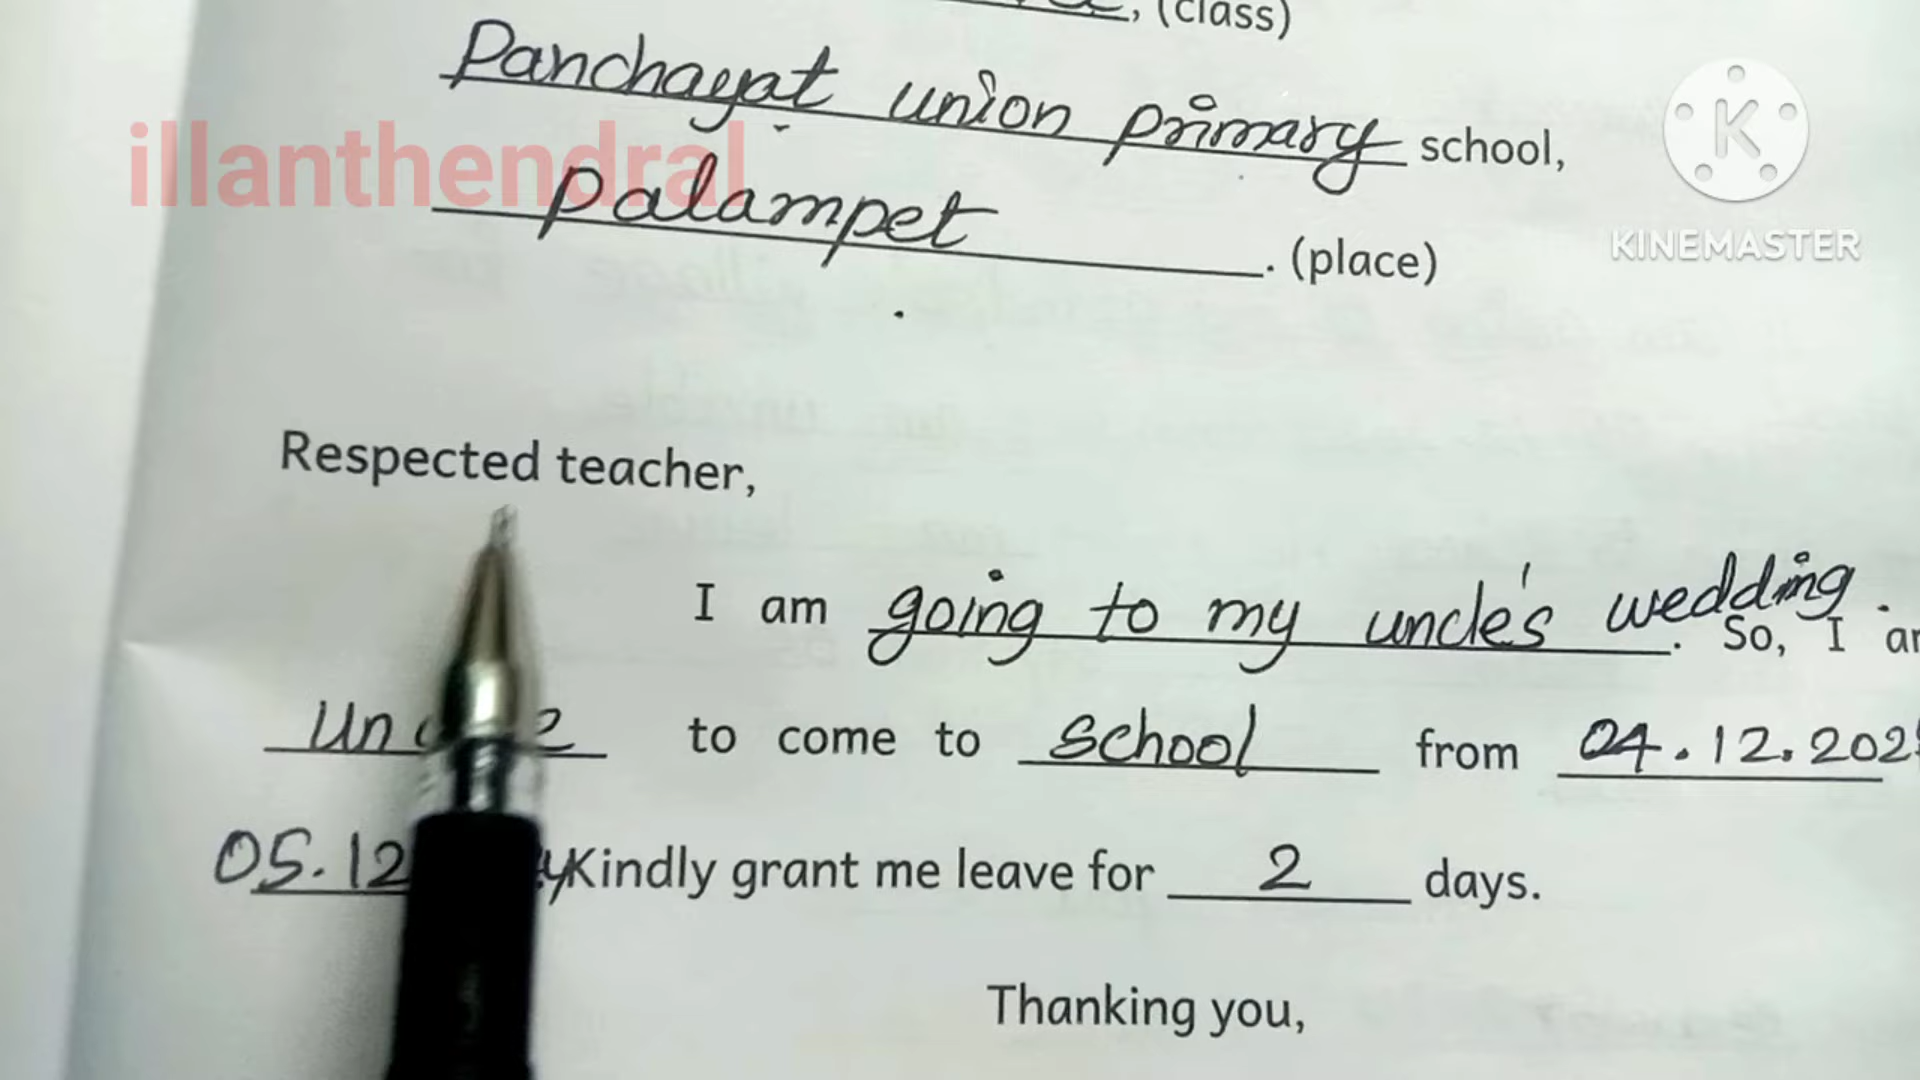 , (class)
Panchayat union primary school,
illanthendral
Palampet. (place)
KINEMASTER
Respected teacher,
I am going to my uncle's wedding. So, I
to come to school from 04.12.202
05.12 Kindly grant me leave for 2 days.
Thanking you,